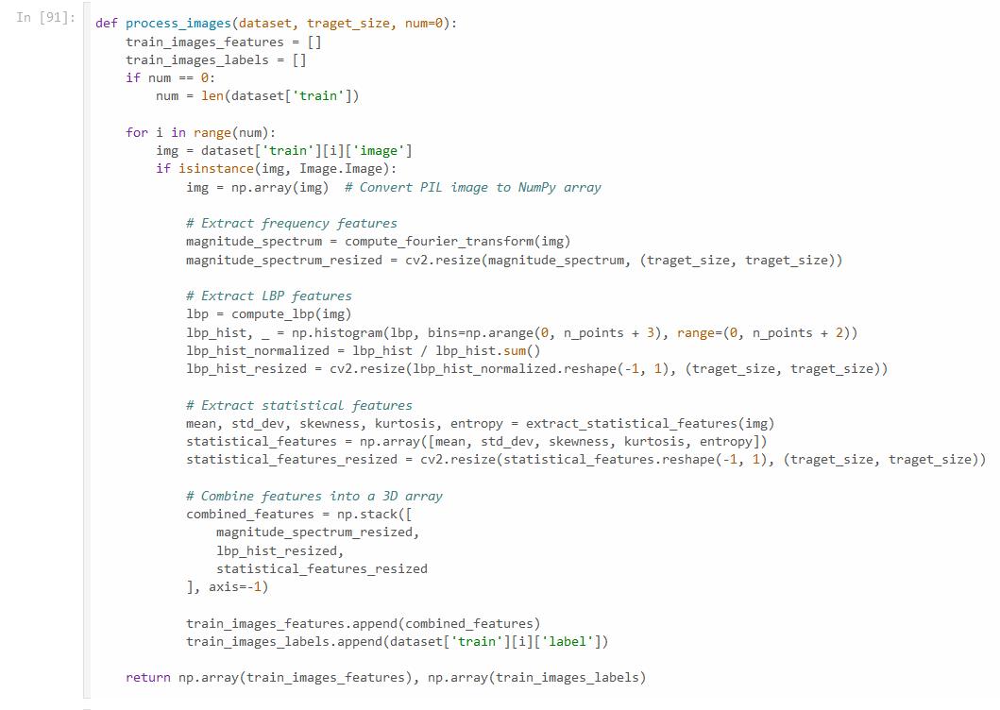 In [91]:
def process_images(dataset, traget_size, num=0):
    train_images_features = []
    train_images_labels = []
    if num == 0:
        num = len(dataset['train'])

    for i in range(num):
        img = dataset['train'][i]['image']
        if isinstance(img, Image.Image):
            img = np.array(img)  # Convert PIL image to NumPy array

            # Extract frequency features
            magnitude_spectrum = compute_fourier_transform(img)
            magnitude_spectrum_resized = cv2.resize(magnitude_spectrum, (traget_size, traget_size))

            # Extract LBP features
            lbp = compute_lbp(img)
            lbp_hist, _ = np.histogram(lbp, bins=np.arange(0, n_points + 3), range=(0, n_points + 2))
            lbp_hist_normalized = lbp_hist / lbp_hist.sum()
            lbp_hist_resized = cv2.resize(lbp_hist_normalized.reshape(-1, 1), (traget_size, traget_size))

            # Extract statistical features
            mean, std_dev, skewness, kurtosis, entropy = extract_statistical_features(img)
            statistical_features = np.array([mean, std_dev, skewness, kurtosis, entropy])
            statistical_features_resized = cv2.resize(statistical_features.reshape(-1, 1), (traget_size, traget_size))

            # Combine features into a 3D array
            combined_features = np.stack([
                magnitude_spectrum_resized,
                lbp_hist_resized,
                statistical_features_resized
            ], axis=-1)

            train_images_features.append(combined_features)
            train_images_labels.append(dataset['train'][i]['label'])

    return np.array(train_images_features), np.array(train_images_labels)